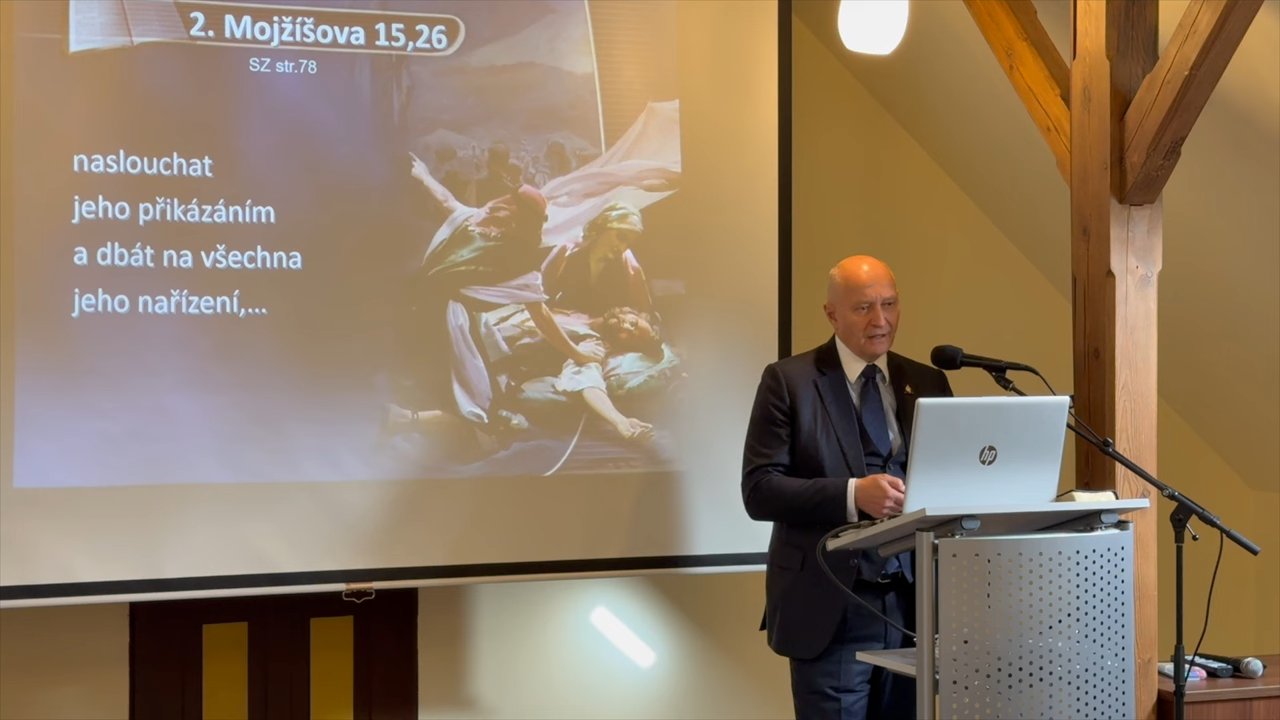 2. Mojžíšova 15,26
SZ str.78
naslouchat
jeho přikázáním
a dbát na všechna
jeho nařízení,...
hp